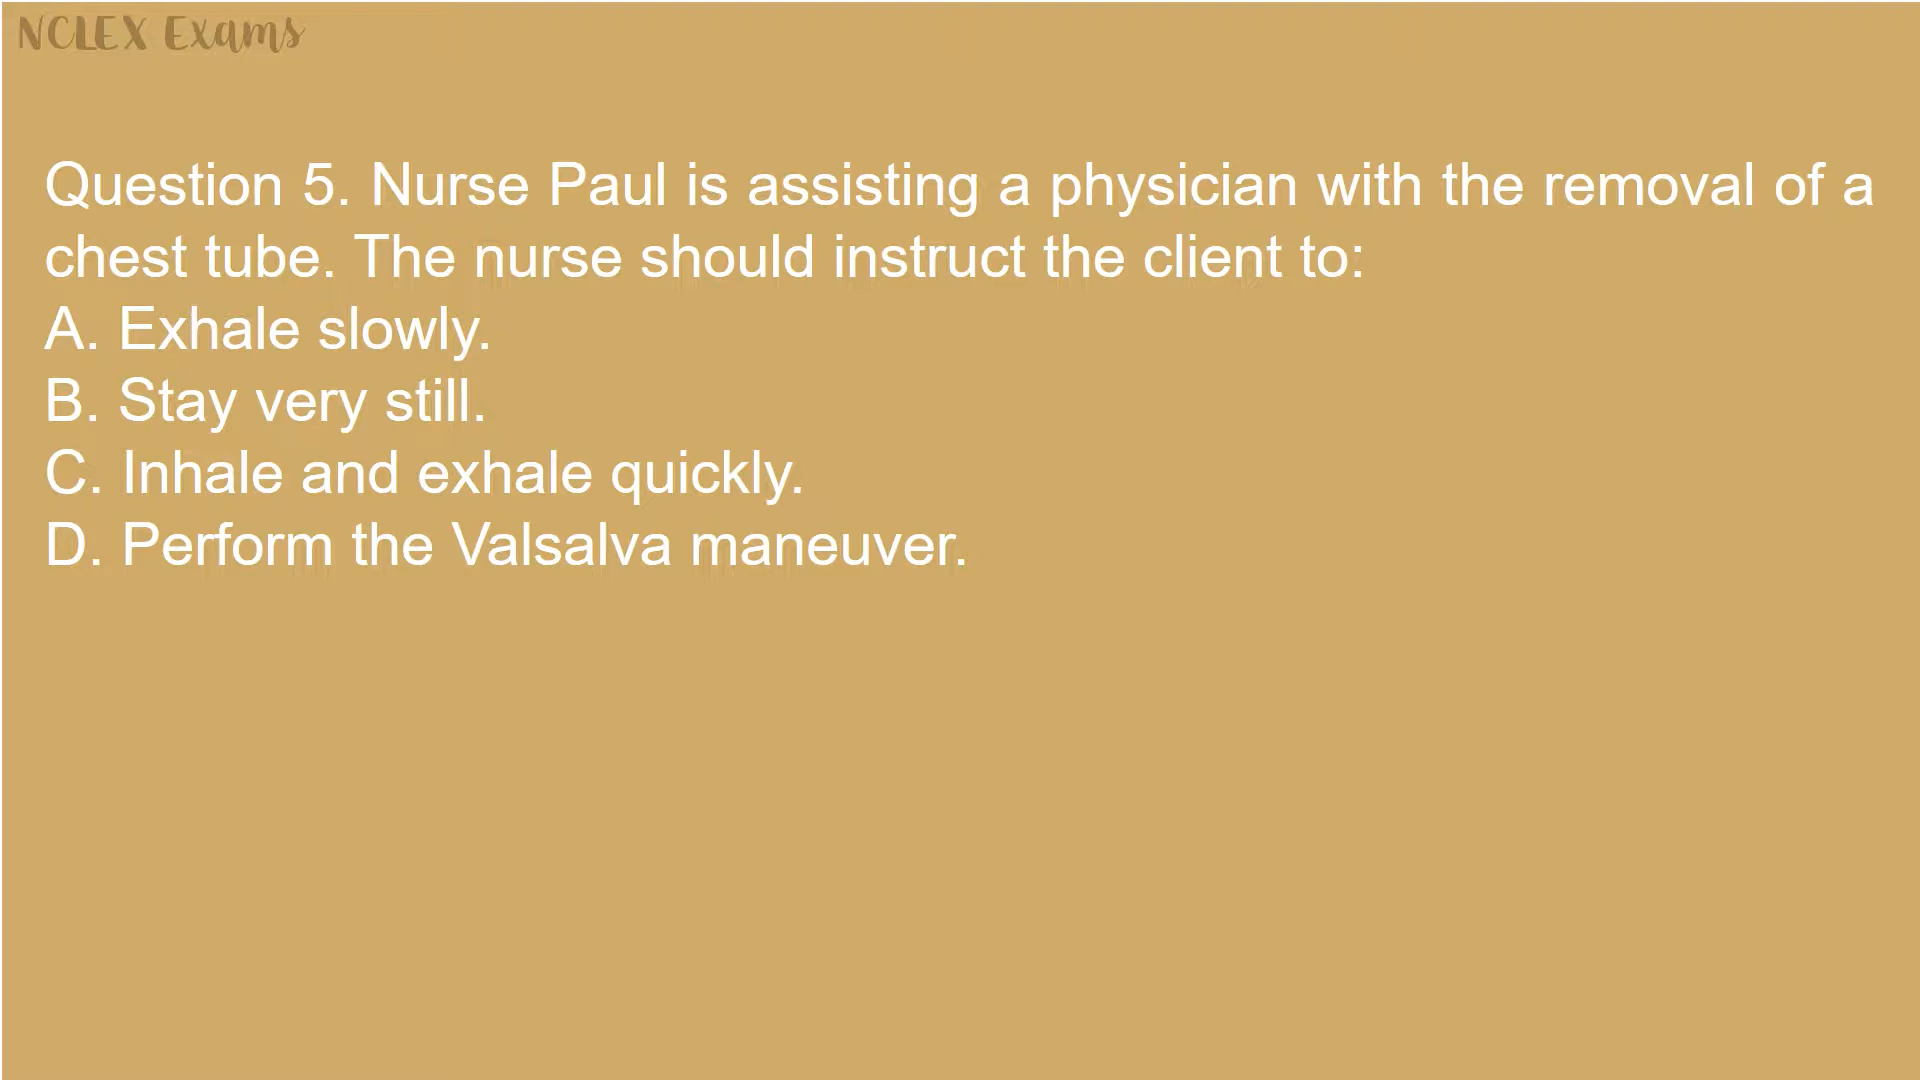 NCLEX Exams
Question 5. Nurse Paul is assisting a physician with the removal of a
chest tube. The nurse should instruct the client to:
A. Exhale slowly.
B. Stay very still.
C. Inhale and exhale quickly.
D. Perform the Valsalva maneuver.